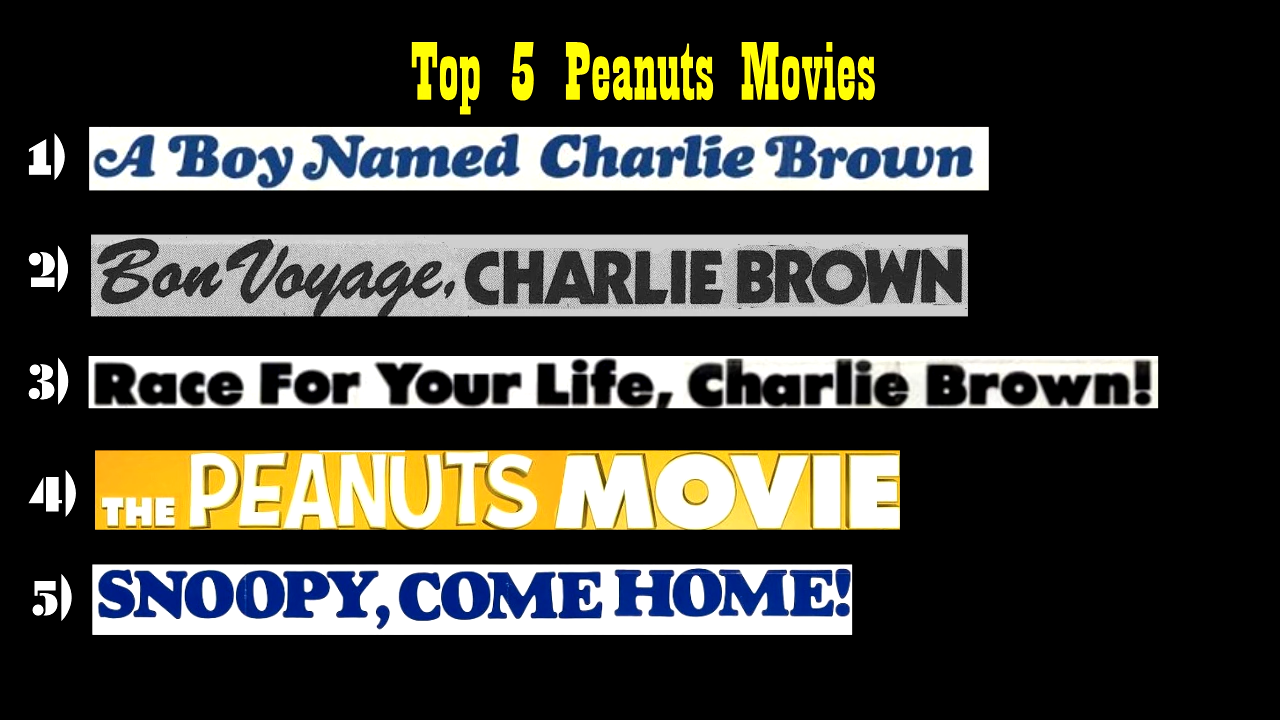 Top 5 Peanuts Movies
1) A Boy Named Charlie Brown
2) Bon Voyage, CHARLIE BROWN
3) Race For Your Life, Charlie Brown!
4) THE PEANUTS MOVIE
5) SNOOPY, COME HOME!